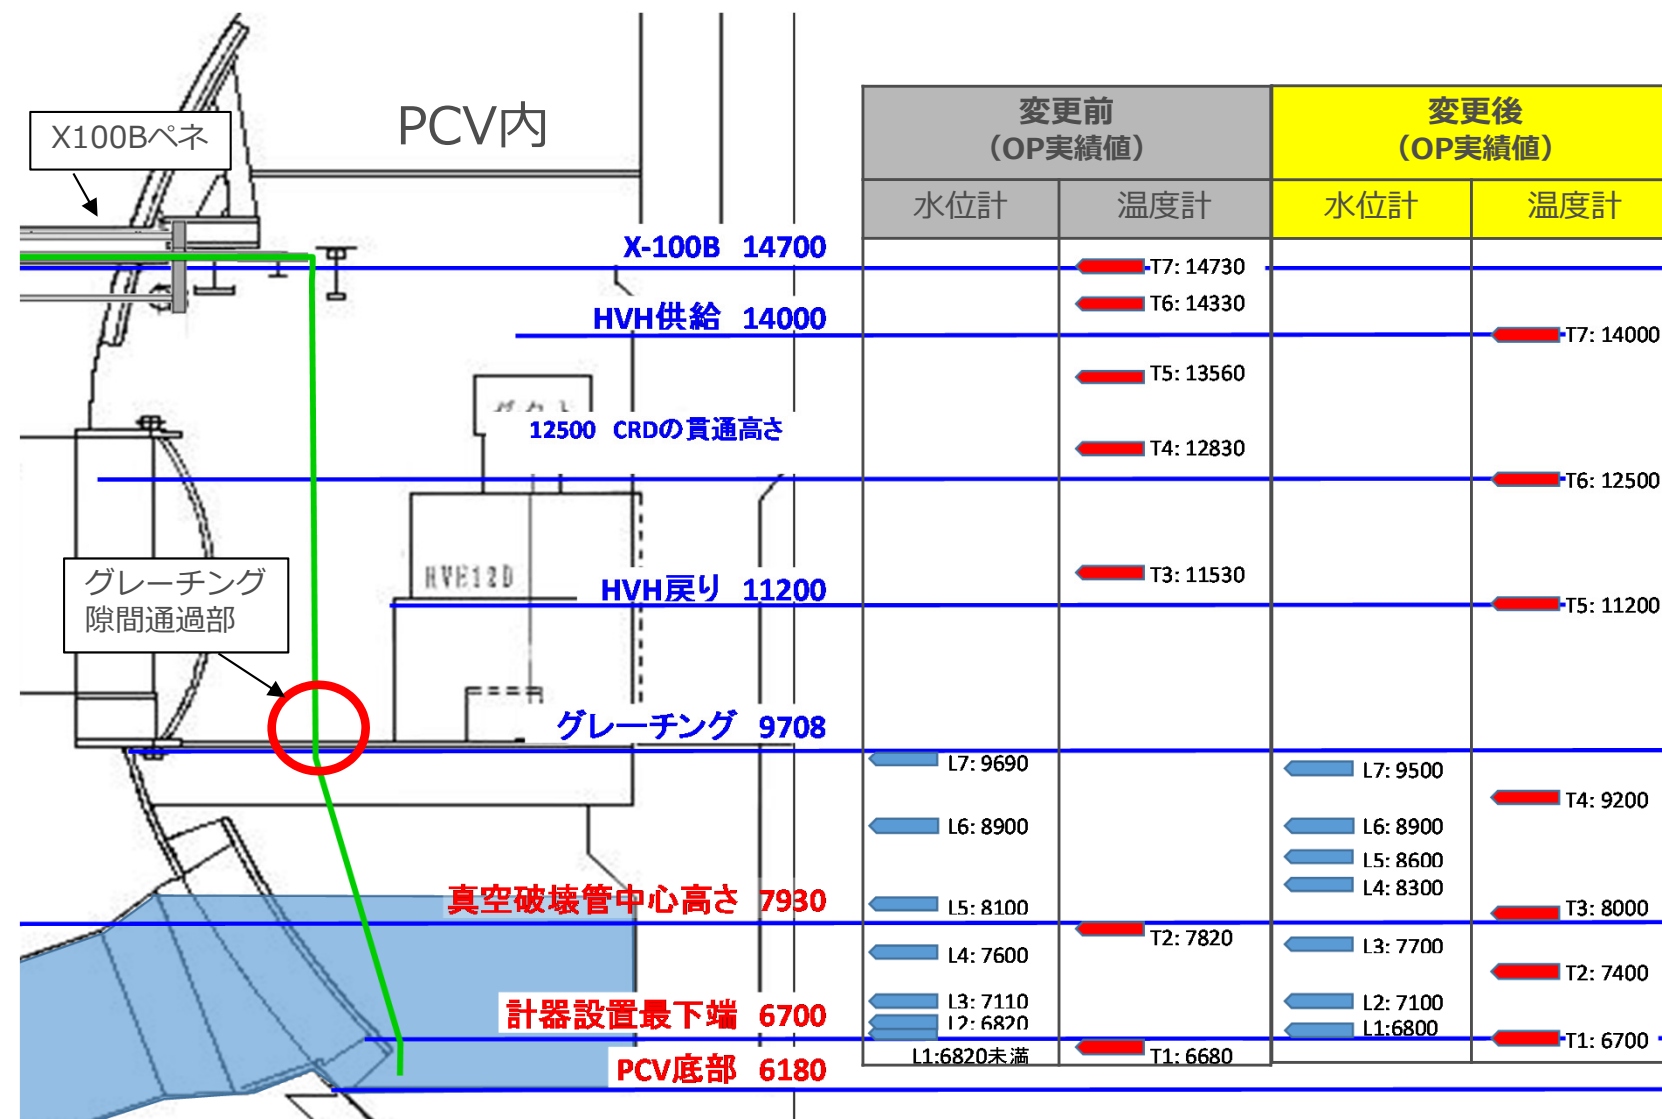 PCV内
X100Bペネ
X-100B 14700
HVH供給 14000
12500 CRDの貫通高さ
HVH12D
グレーチング
隙間通過部
HVH戻り 11200
グレーチング 9708
真空破壊管中心高さ 7930
計器設置最下端 6700
PCV底部 6180
変更前
（OP実績値）
変更後
（OP実績値）
水位計
温度計
水位計
温度計
T7: 14730
T6: 14330
T7: 14000
T5: 13560
T4: 12830
T6: 12500
T3: 11530
T5: 11200
L7: 9690
L7: 9500
T4: 9200
L6: 8900
L6: 8900
L5: 8600
L4: 8300
L5: 8100
T3: 8000
T2: 7820
L3: 7700
L4: 7600
T2: 7400
L3: 7110
L2: 7100
L2: 6820
L1:6800
L1:6820未満
T1: 6680
T1: 6700